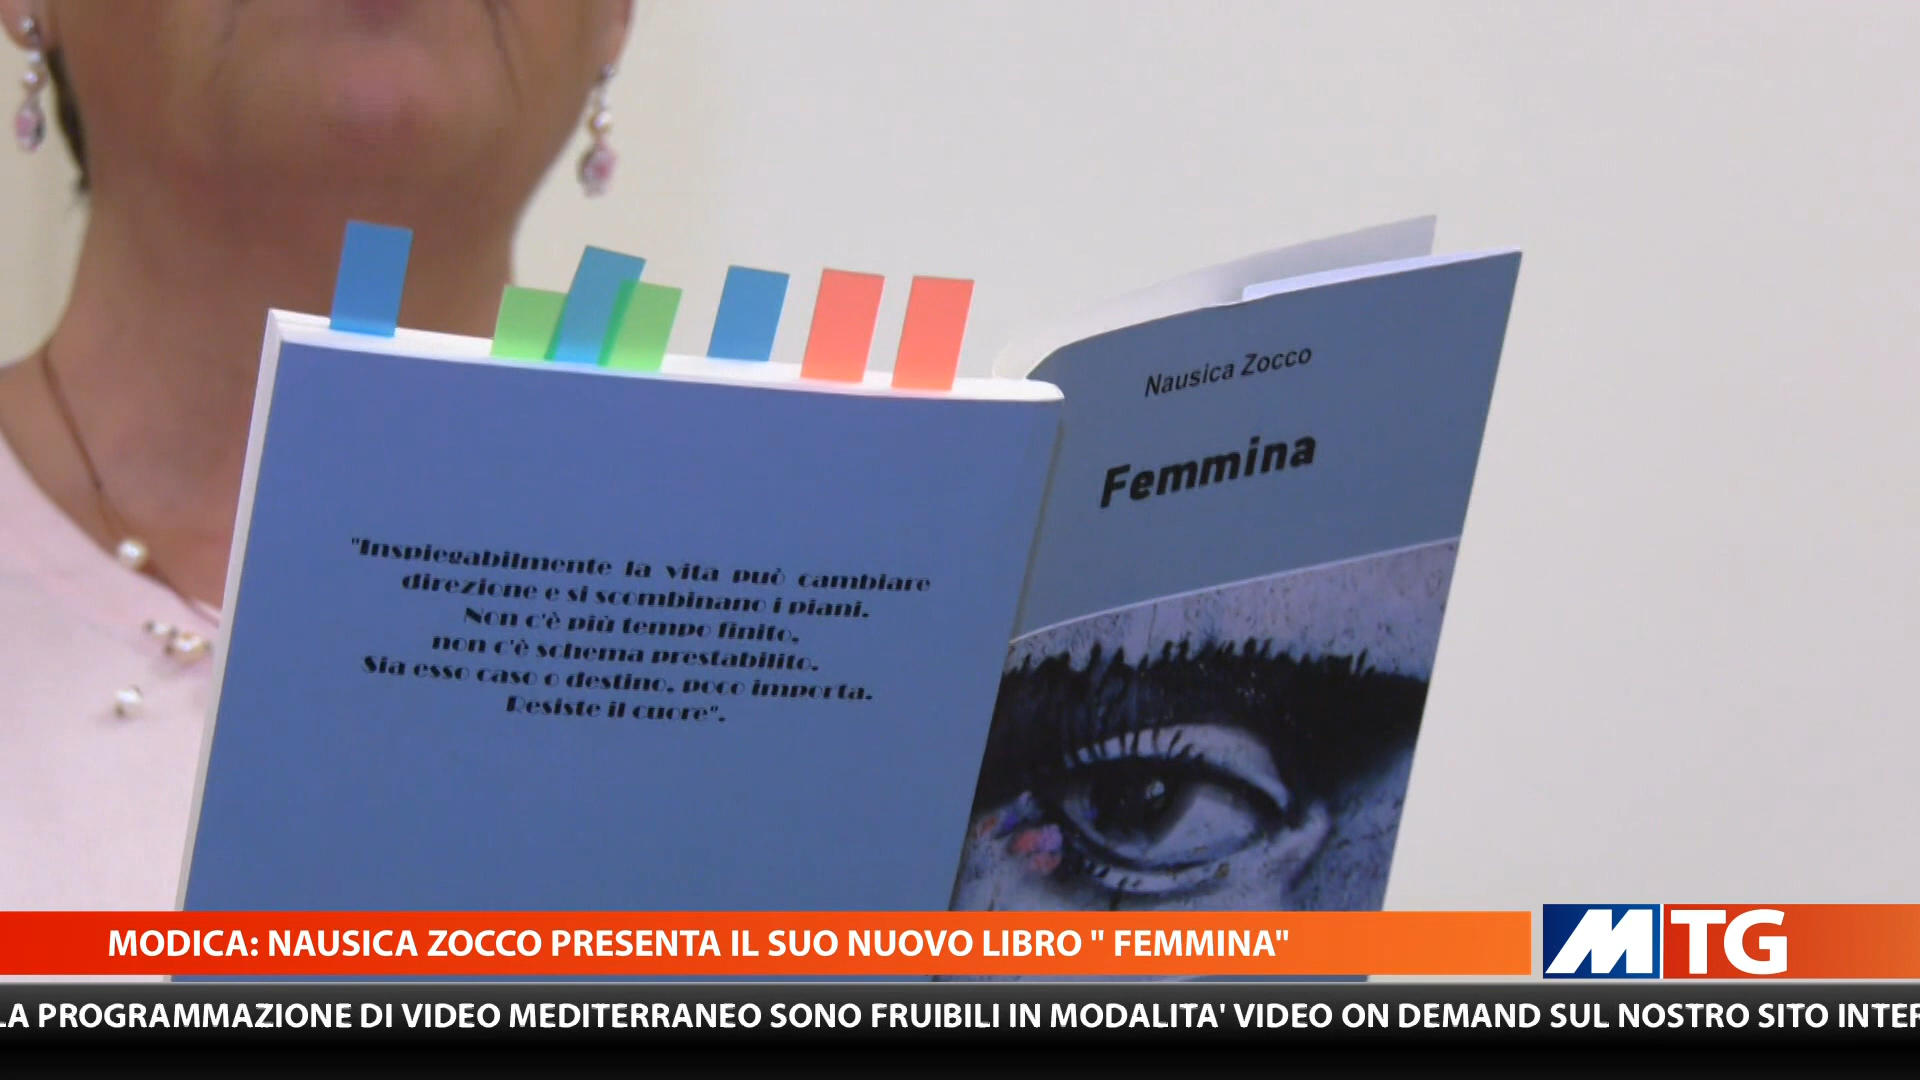 Nausica Zocco
Femmina
"Inspiegabilmente la vita può cambiare
direzione e si scombinano i piani.
Non c'è più tempo finito,
non c'è schema prestabilito.
Sia esso caso o destino, poco importa.
Resiste il cuore".
MODICA: NAUSICA ZOCCO PRESENTA IL SUO NUOVO LIBRO " FEMMINA"
M TG
LA PROGRAMMAZIONE DI VIDEO MEDITERRANEO SONO FRUIBILI IN MODALITA' VIDEO ON DEMAND SUL NOSTRO SITO INTER